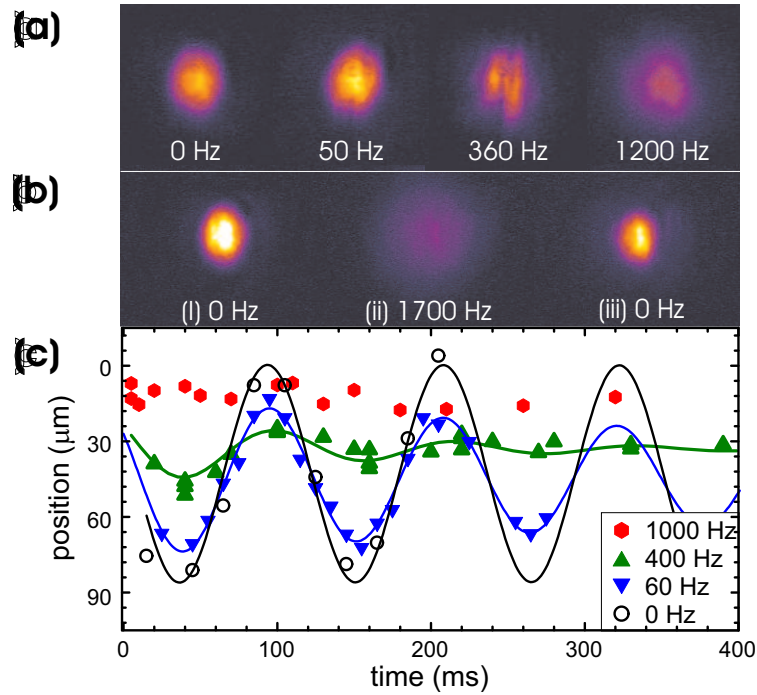 (a)
0 Hz 50 Hz 360 Hz 1200 Hz
(b)
(i) 0 Hz (ii) 1700 Hz (iii) 0 Hz
(c)
0
30
60
90
position (μm)
1000 Hz
400 Hz
60 Hz
0 Hz
0 100 200 300 400
time (ms)